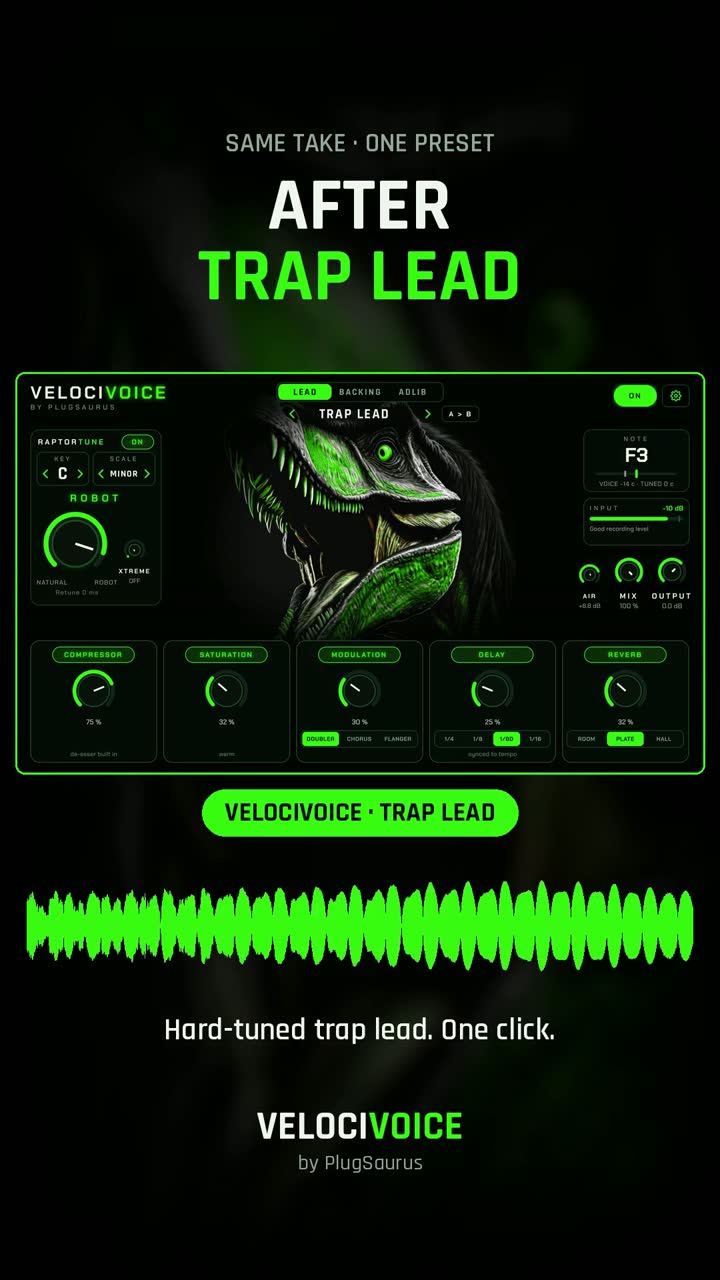 SAME TAKE · ONE PRESET
AFTER
TRAP LEAD
VELOCIVOICE
BY PLUGSAURUS
LEAD BACKING ADLIB
TRAP LEAD
A > B
ON
RAPTORTUNE ON
KEY SCALE
C MINOR
ROBOT
XTREME
OFF
NATURAL ROBOT
Retune 0 ms
NOTE
F3
VOICE -14 c · TUNED 0 c
INPUT -10 dB
Good recording level
AIR MIX OUTPUT
+6.8 dB 100 % 0.0 dB
COMPRESSOR SATURATION MODULATION DELAY REVERB
75 % 32 % 30 % 25 % 32 %
DOUBLER CHORUS FLANGER
1/4 1/8 1/8D 1/16
ROOM PLATE HALL
de-esser built in warm synced to tempo
VELOCIVOICE · TRAP LEAD
Hard-tuned trap lead. One click.
VELOCIVOICE
by PlugSaurus